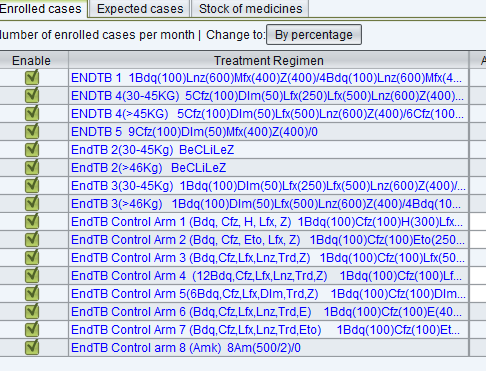 Enrolled cases Expected cases Stock of medicines
Number of enrolled cases per month | Change to: By percentage
Enable Treatment Regimen
ENDTB 1 1Bdq(100)Lnz(600)Mfx(400)Z(400)/4Bdq(100)Lnz(600)Mfx(4...
ENDTB 4(30-45KG) 5Cfz(100)Dlm(50)Lfx(250)Lfx(500)Lnz(600)Z(400)...
ENDTB 4(>45KG) 5Cfz(100)Dlm(50)Lfx(500)Lnz(600)Z(400)/6Cfz(100...
ENDTB 5 9Cfz(100)Dlm(50)Mfx(400)Z(400)/0
EndTB 2(30-45Kg) BeCLiLeZ
EndTB 2(>46Kg) BeCLiLeZ
EndTB 3(30-45Kg) 1Bdq(100)Dlm(50)Lfx(250)Lfx(500)Lnz(600)Z(400)/...
EndTB 3(>46Kg) 1Bdq(100)Dlm(50)Lfx(500)Lnz(600)Z(400)/4Bdq(10...
EndTB Control Arm 1 (Bdq, Cfz, H, Lfx, Z) 1Bdq(100)Cfz(100)H(300)Lfx...
EndTB Control Arm 2 (Bdq, Cfz, Eto, Lfx, Z) 1Bdq(100)Cfz(100)Eto(250...
EndTB Control Arm 3 (Bdq,Cfz,Lfx,Trd,Z) 1Bdq(100)Cfz(100)Lfx(50...
EndTB Control Arm 4 (12Bdq,Cfz,Lfx,Lnz,Trd,Z) 1Bdq(100)Cfz(100)Lf...
EndTB Control Arm 5(6Bdq,Cfz,Lfx,Dlm,Trd,Z) 1Bdq(100)Cfz(100)Dlm...
EndTB Control Arm 6 (Bdq,Cfz,Lfx,Lnz,Trd,E) 1Bdq(100)Cfz(100)E(40...
EndTB Control Arm 7 (Bdq,Cfz,Lfx,Lnz,Trd,Eto) 1Bdq(100)Cfz(100)Et...
EndTB Control arm 8 (Amk) 8Am(500/2)/0